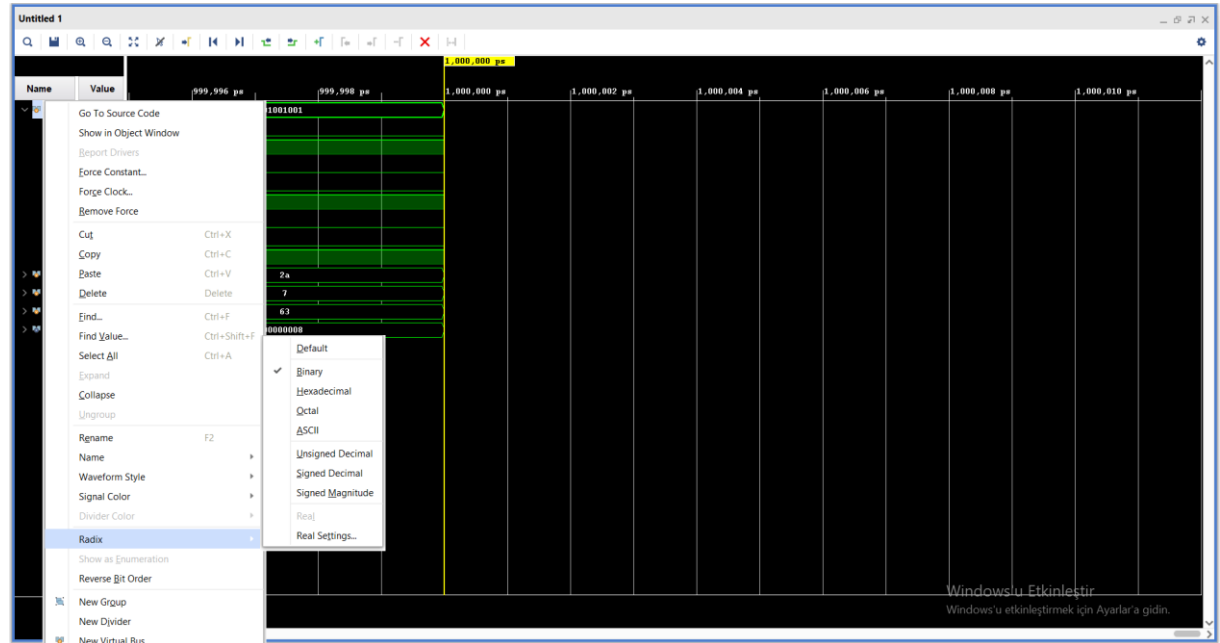 Untitled 1
1,000,000 ps
Name Value
999,996 ps 999,998 ps 1,000,000 ps 1,000,002 ps 1,000,004 ps 1,000,006 ps 1,000,008 ps 1,000,010 ps
1001001
2a
7
63
00000008
Go To Source Code
Show in Object Window
Report Drivers
Force Constant...
Force Clock...
Remove Force
Cut Ctrl+X
Copy Ctrl+C
Paste Ctrl+V
Delete Delete
Find... Ctrl+F
Find Value... Ctrl+Shift+F
Select All Ctrl+A
Expand
Collapse
Ungroup
Rename F2
Name
Waveform Style
Signal Color
Divider Color
Radix
Show as Enumeration
Reverse Bit Order
New Group
New Divider
New Virtual Bus
Default
Binary
Hexadecimal
Octal
ASCII
Unsigned Decimal
Signed Decimal
Signed Magnitude
Real
Real Settings...
Windows'u Etkinleştir
Windows'u etkinleştirmek için Ayarlar'a gidin.